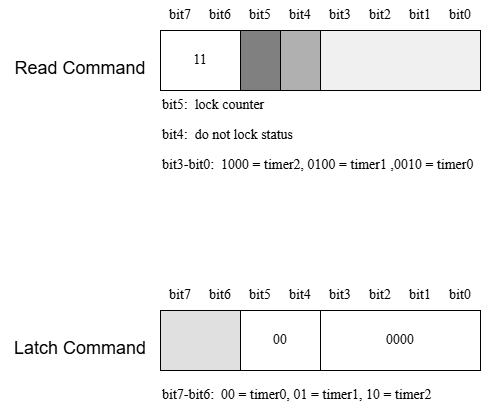 bit7 bit6 bit5 bit4 bit3 bit2 bit1 bit0
Read Command 11
bit5: lock counter
bit4: do not lock status
bit3-bit0: 1000 = timer2, 0100 = timer1 ,0010 = timer0
bit7 bit6 bit5 bit4 bit3 bit2 bit1 bit0
Latch Command 00 0000
bit7-bit6: 00 = timer0, 01 = timer1, 10 = timer2